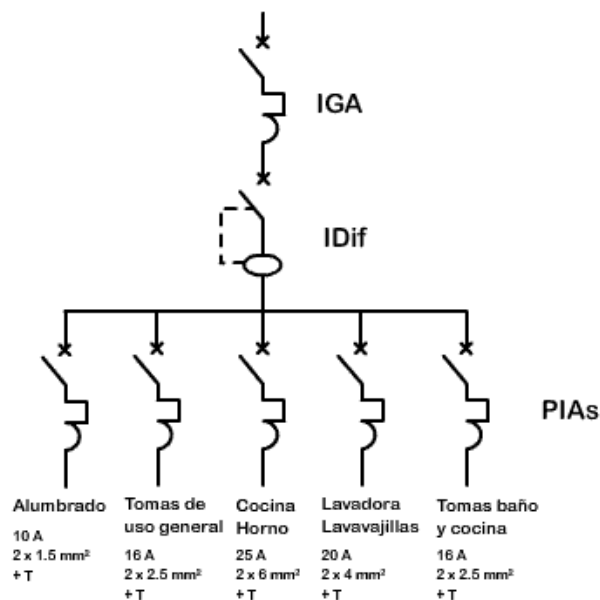 IGA
IDif
PIAs
Alumbrado
10 A
2 x 1.5 mm²
+ T
Tomas de
uso general
16 A
2 x 2.5 mm²
+ T
Cocina
Horno
25 A
2 x 6 mm²
+ T
Lavadora
Lavavajillas
20 A
2 x 4 mm²
+ T
Tomas baño
y cocina
16 A
2 x 2.5 mm²
+ T